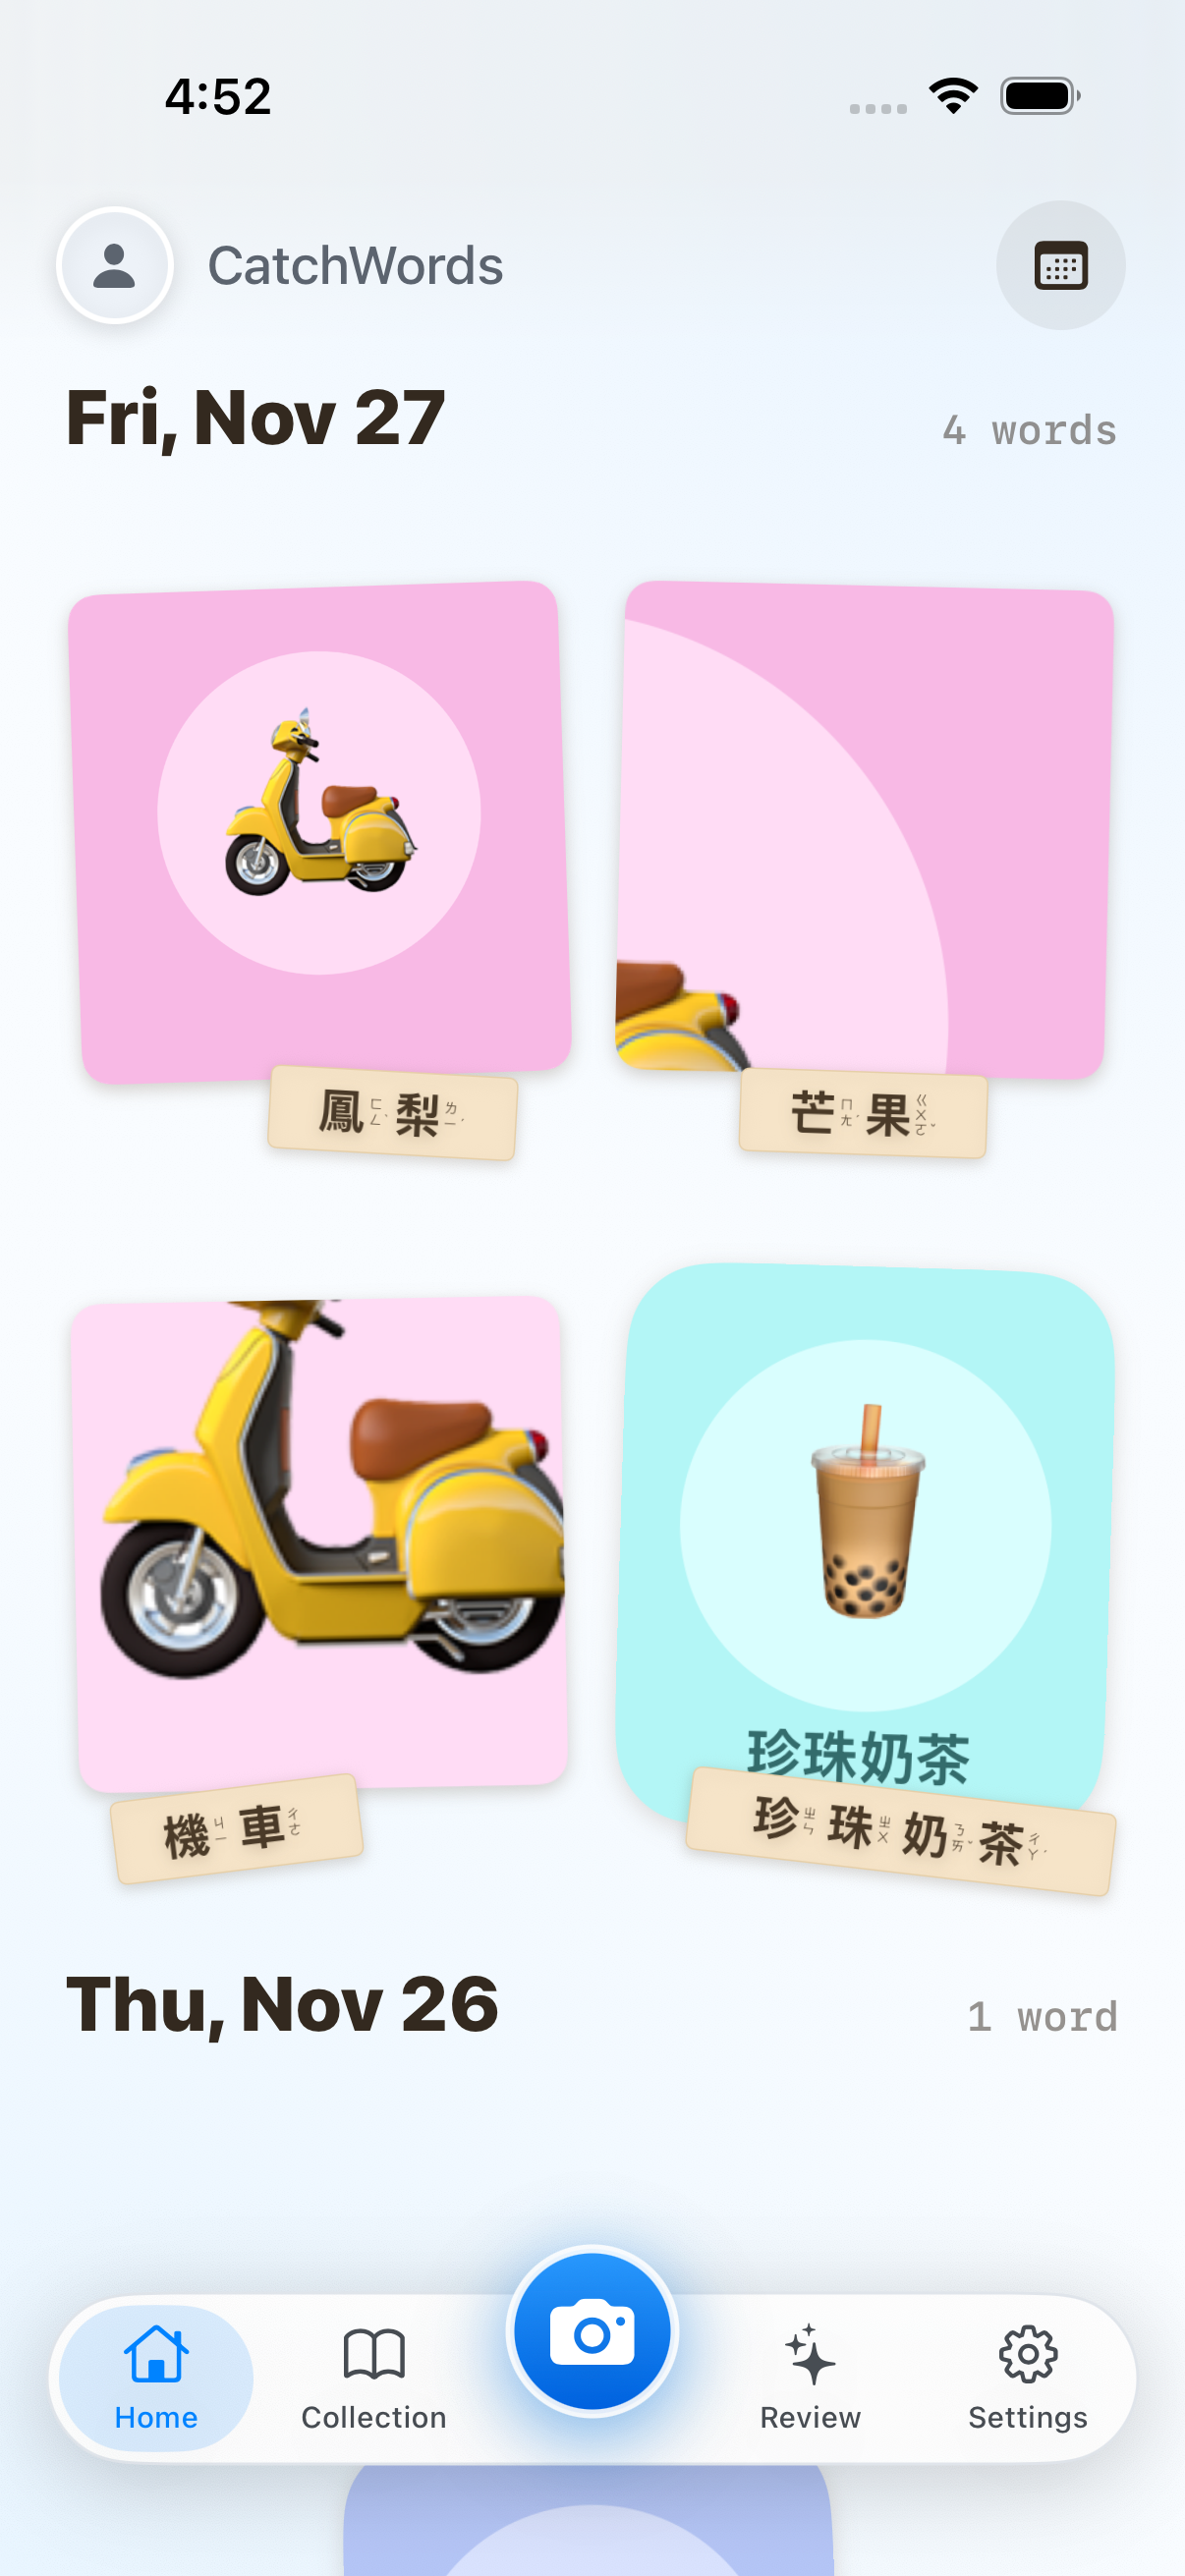 4:52
CatchWords
Fri, Nov 27
4 words
鳳ㄈㄥˋ梨ㄌㄧˊ
芒ㄇㄤˊ果ㄍㄨㄛˇ
珍珠奶茶
機ㄐㄧ車ㄔㄜ
珍ㄓㄣ珠ㄓㄨ奶ㄋㄞˇ茶ㄔㄚˊ
Thu, Nov 26
1 word
Home
Collection
Review
Settings